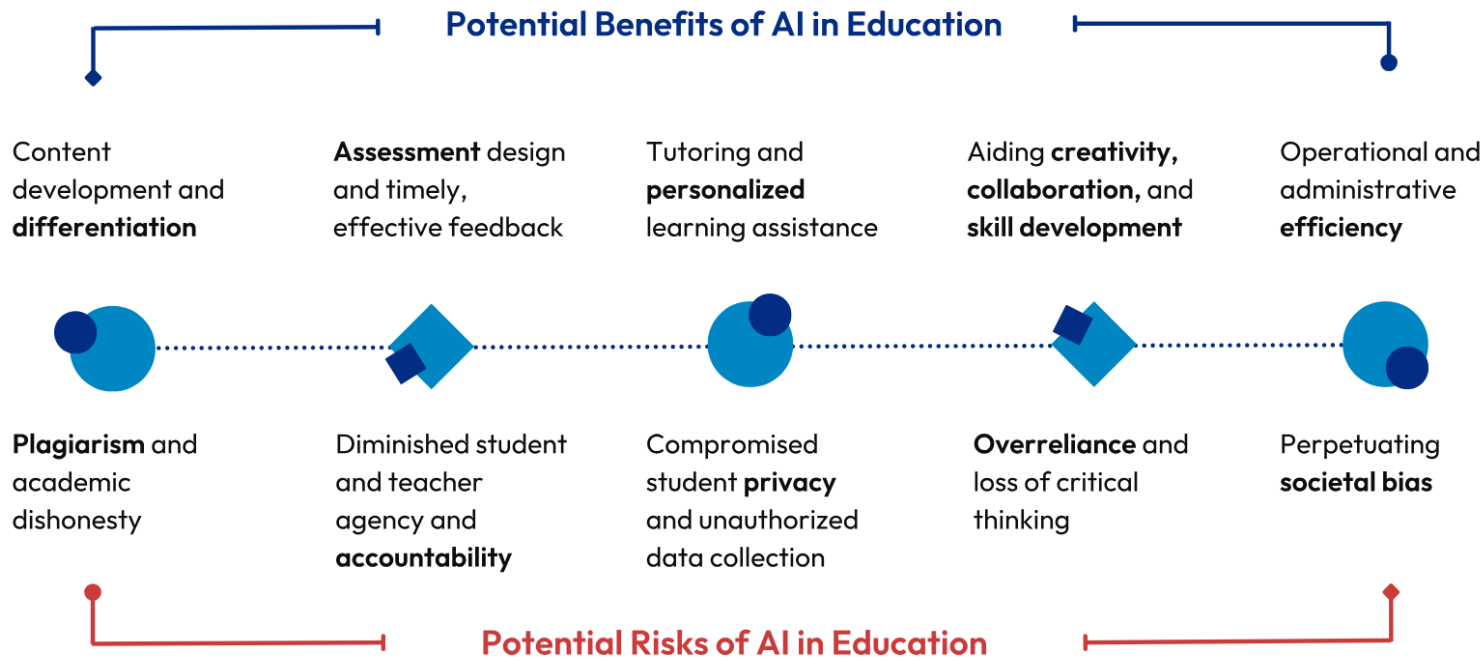 Potential Benefits of AI in Education
Content
development and
differentiation
Assessment design
and timely,
effective feedback
Tutoring and
personalized
learning assistance
Aiding creativity,
collaboration, and
skill development
Operational and
administrative
efficiency
Plagiarism and
academic
dishonesty
Diminished student
and teacher
agency and
accountability
Compromised
student privacy
and unauthorized
data collection
Overreliance and
loss of critical
thinking
Perpetuating
societal bias
Potential Risks of AI in Education